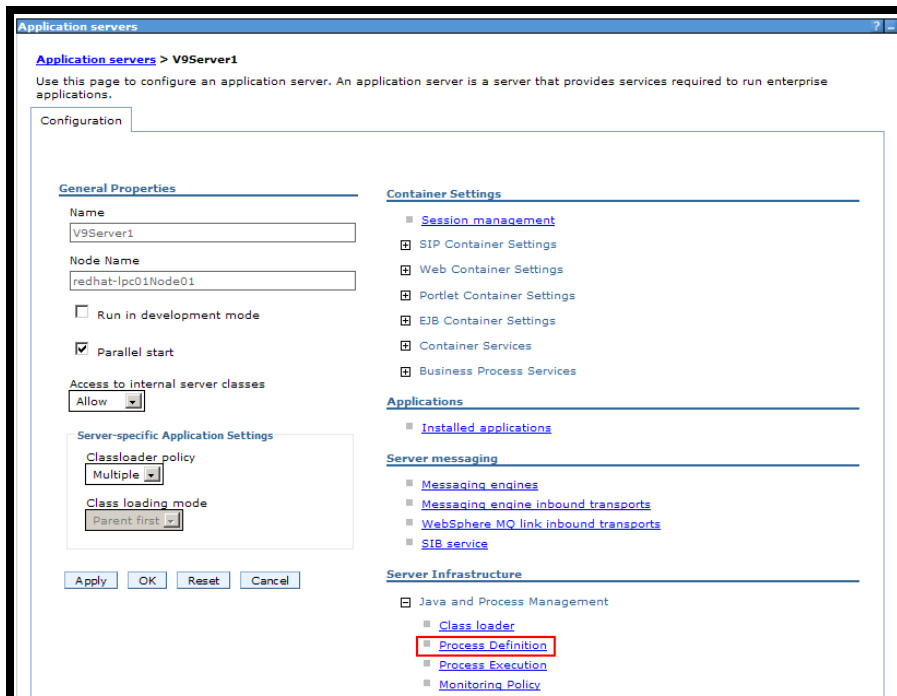 Application servers
? –
Application servers > V9Server1
Use this page to configure an application server. An application server is a server that provides services required to run enterprise
applications.
Configuration
General Properties
Name
V9Server1
Node Name
redhat-lpc01Node01
Run in development mode
Parallel start
Access to internal server classes
Allow
Server-specific Application Settings
Classloader policy
Multiple
Class loading mode
Parent first
Apply
OK
Reset
Cancel
Container Settings
Session management
SIP Container Settings
Web Container Settings
Portlet Container Settings
EJB Container Settings
Container Services
Business Process Services
Applications
Installed applications
Server messaging
Messaging engines
Messaging engine inbound transports
WebSphere MQ link inbound transports
SIB service
Server Infrastructure
Java and Process Management
Class loader
Process Definition
Process Execution
Monitoring Policy